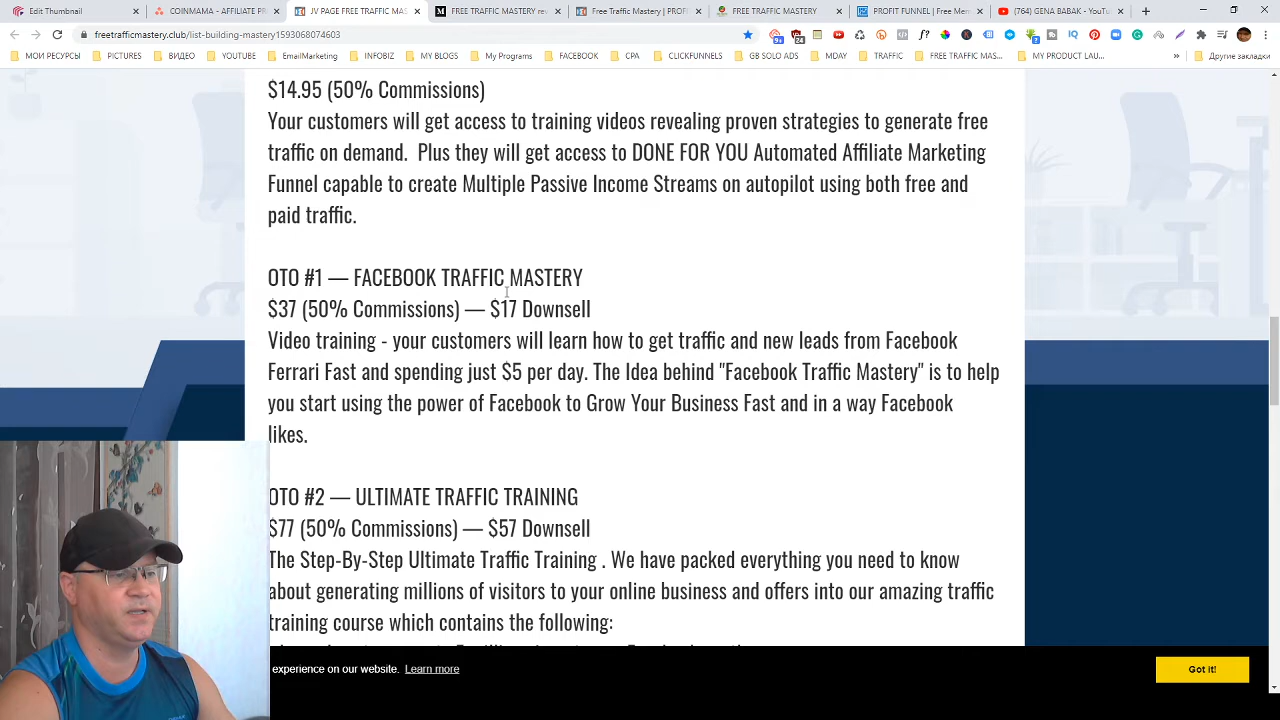 Edit Thumbnail
COINMAMA - AFFILIATE PR
JV PAGE FREE TRAFFIC MAS
FREE TRAFFIC MASTERY rev
Free Traffic Mastery | PROF
FREE TRAFFIC MASTERY
PROFIT FUNNEL | Free Mem
(764) GENA BABAK - YouTu
freetrafficmastery.club/list-building-mastery1593068074603
МОИ РЕСУРСЫ
PICTURES
VIDEO
YOUTUBE
EmailMarketing
INFOBIZ
MY BLOGS
My Programs
FACEBOOK
CPA
CLICKFUNNELS
GB SOLO ADS
MDAY
TRAFFIC
FREE TRAFFIC MAS...
MY PRODUCT LAU...
Другие закладки
$14.95 (50% Commissions)
Your customers will get access to training videos revealing proven strategies to generate free
traffic on demand. Plus they will get access to DONE FOR YOU Automated Affiliate Marketing
Funnel capable to create Multiple Passive Income Streams on autopilot using both free and
paid traffic.
OTO #1 — FACEBOOK TRAFFIC MASTERY
$37 (50% Commissions) — $17 Downsell
Video training - your customers will learn how to get traffic and new leads from Facebook
Ferrari Fast and spending just $5 per day. The Idea behind "Facebook Traffic Mastery" is to help
you start using the power of Facebook to Grow Your Business Fast and in a way Facebook
likes.
OTO #2 — ULTIMATE TRAFFIC TRAINING
$77 (50% Commissions) — $57 Downsell
The Step-By-Step Ultimate Traffic Training . We have packed everything you need to know
about generating millions of visitors to your online business and offers into our amazing traffic
training course which contains the following:
experience on our website. Learn more
Got it!